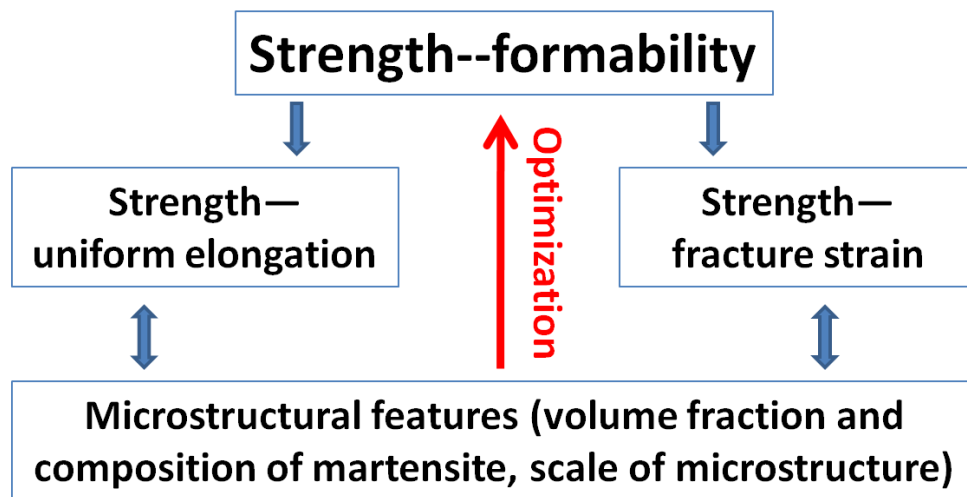 Strength--formability
Optimization
Strength—
uniform elongation
Strength—
fracture strain
Microstructural features (volume fraction and
composition of martensite, scale of microstructure)